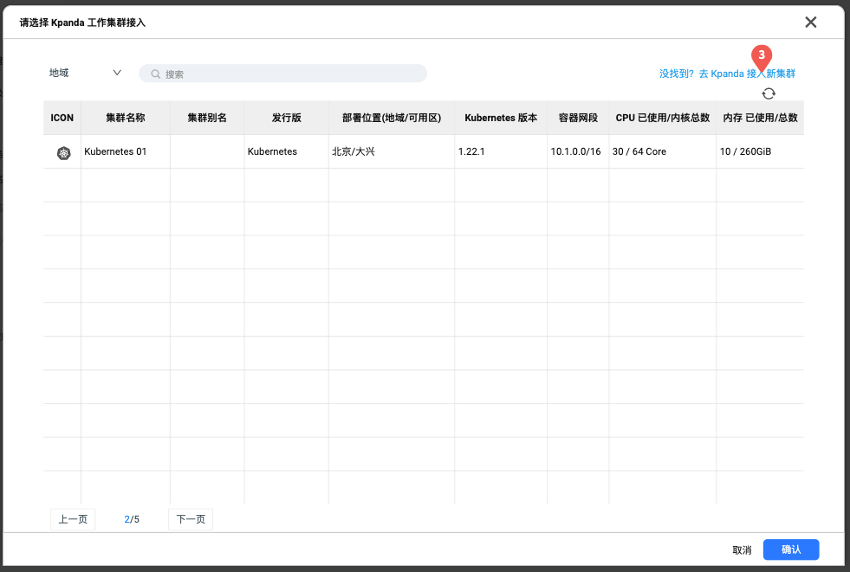 请选择 Kpanda 工作集群接入
3
地域 搜索 没找到？去 Kpanda 接入新集群
ICON 集群名称 集群别名 发行版 部署位置(地域/可用区) Kubernetes 版本 容器网段 CPU 已使用/内核总数 内存 已使用/总数
Kubernetes 01 Kubernetes 北京/大兴 1.22.1 10.1.0.0/16 30 / 64 Core 10 / 260GiB
上一页 2/5 下一页
取消 确认